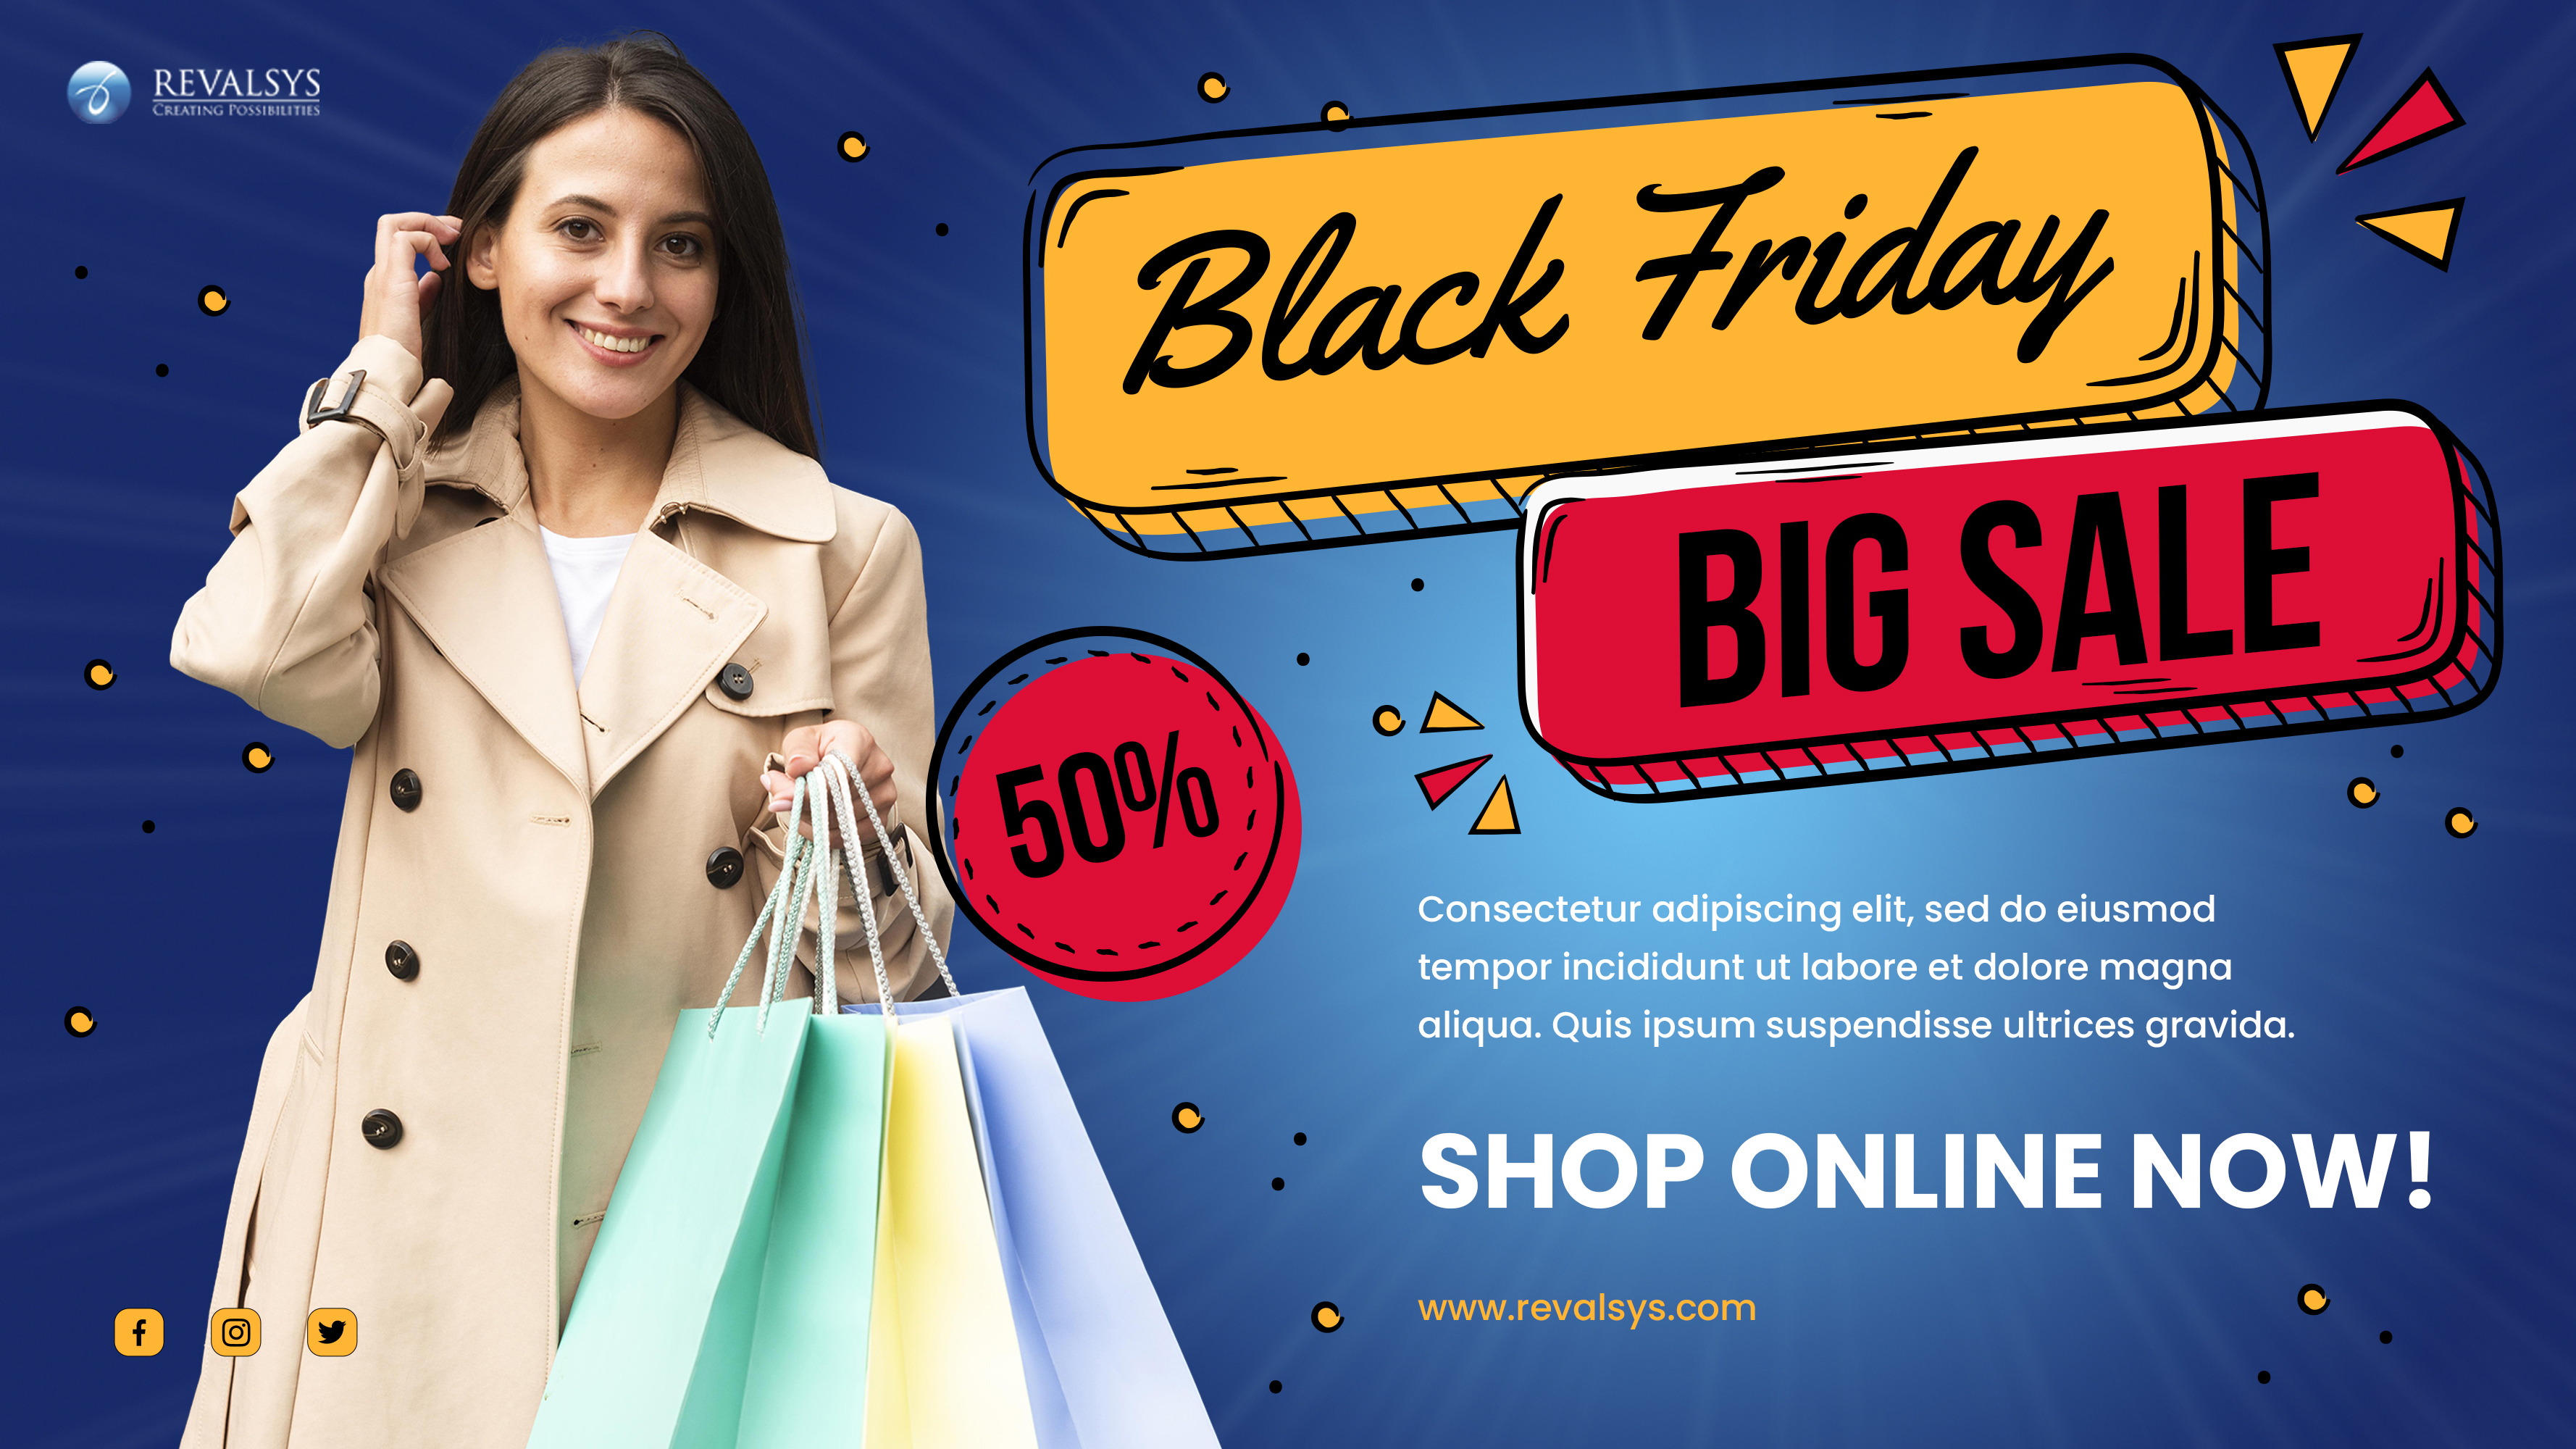 REVALSYS
CREATING POSSIBILITIES
Black Friday
BIG SALE
50%
Consectetur adipiscing elit, sed do eiusmod
tempor incididunt ut labore et dolore magna
aliqua. Quis ipsum suspendisse ultrices gravida.
SHOP ONLINE NOW!
www.revalsys.com